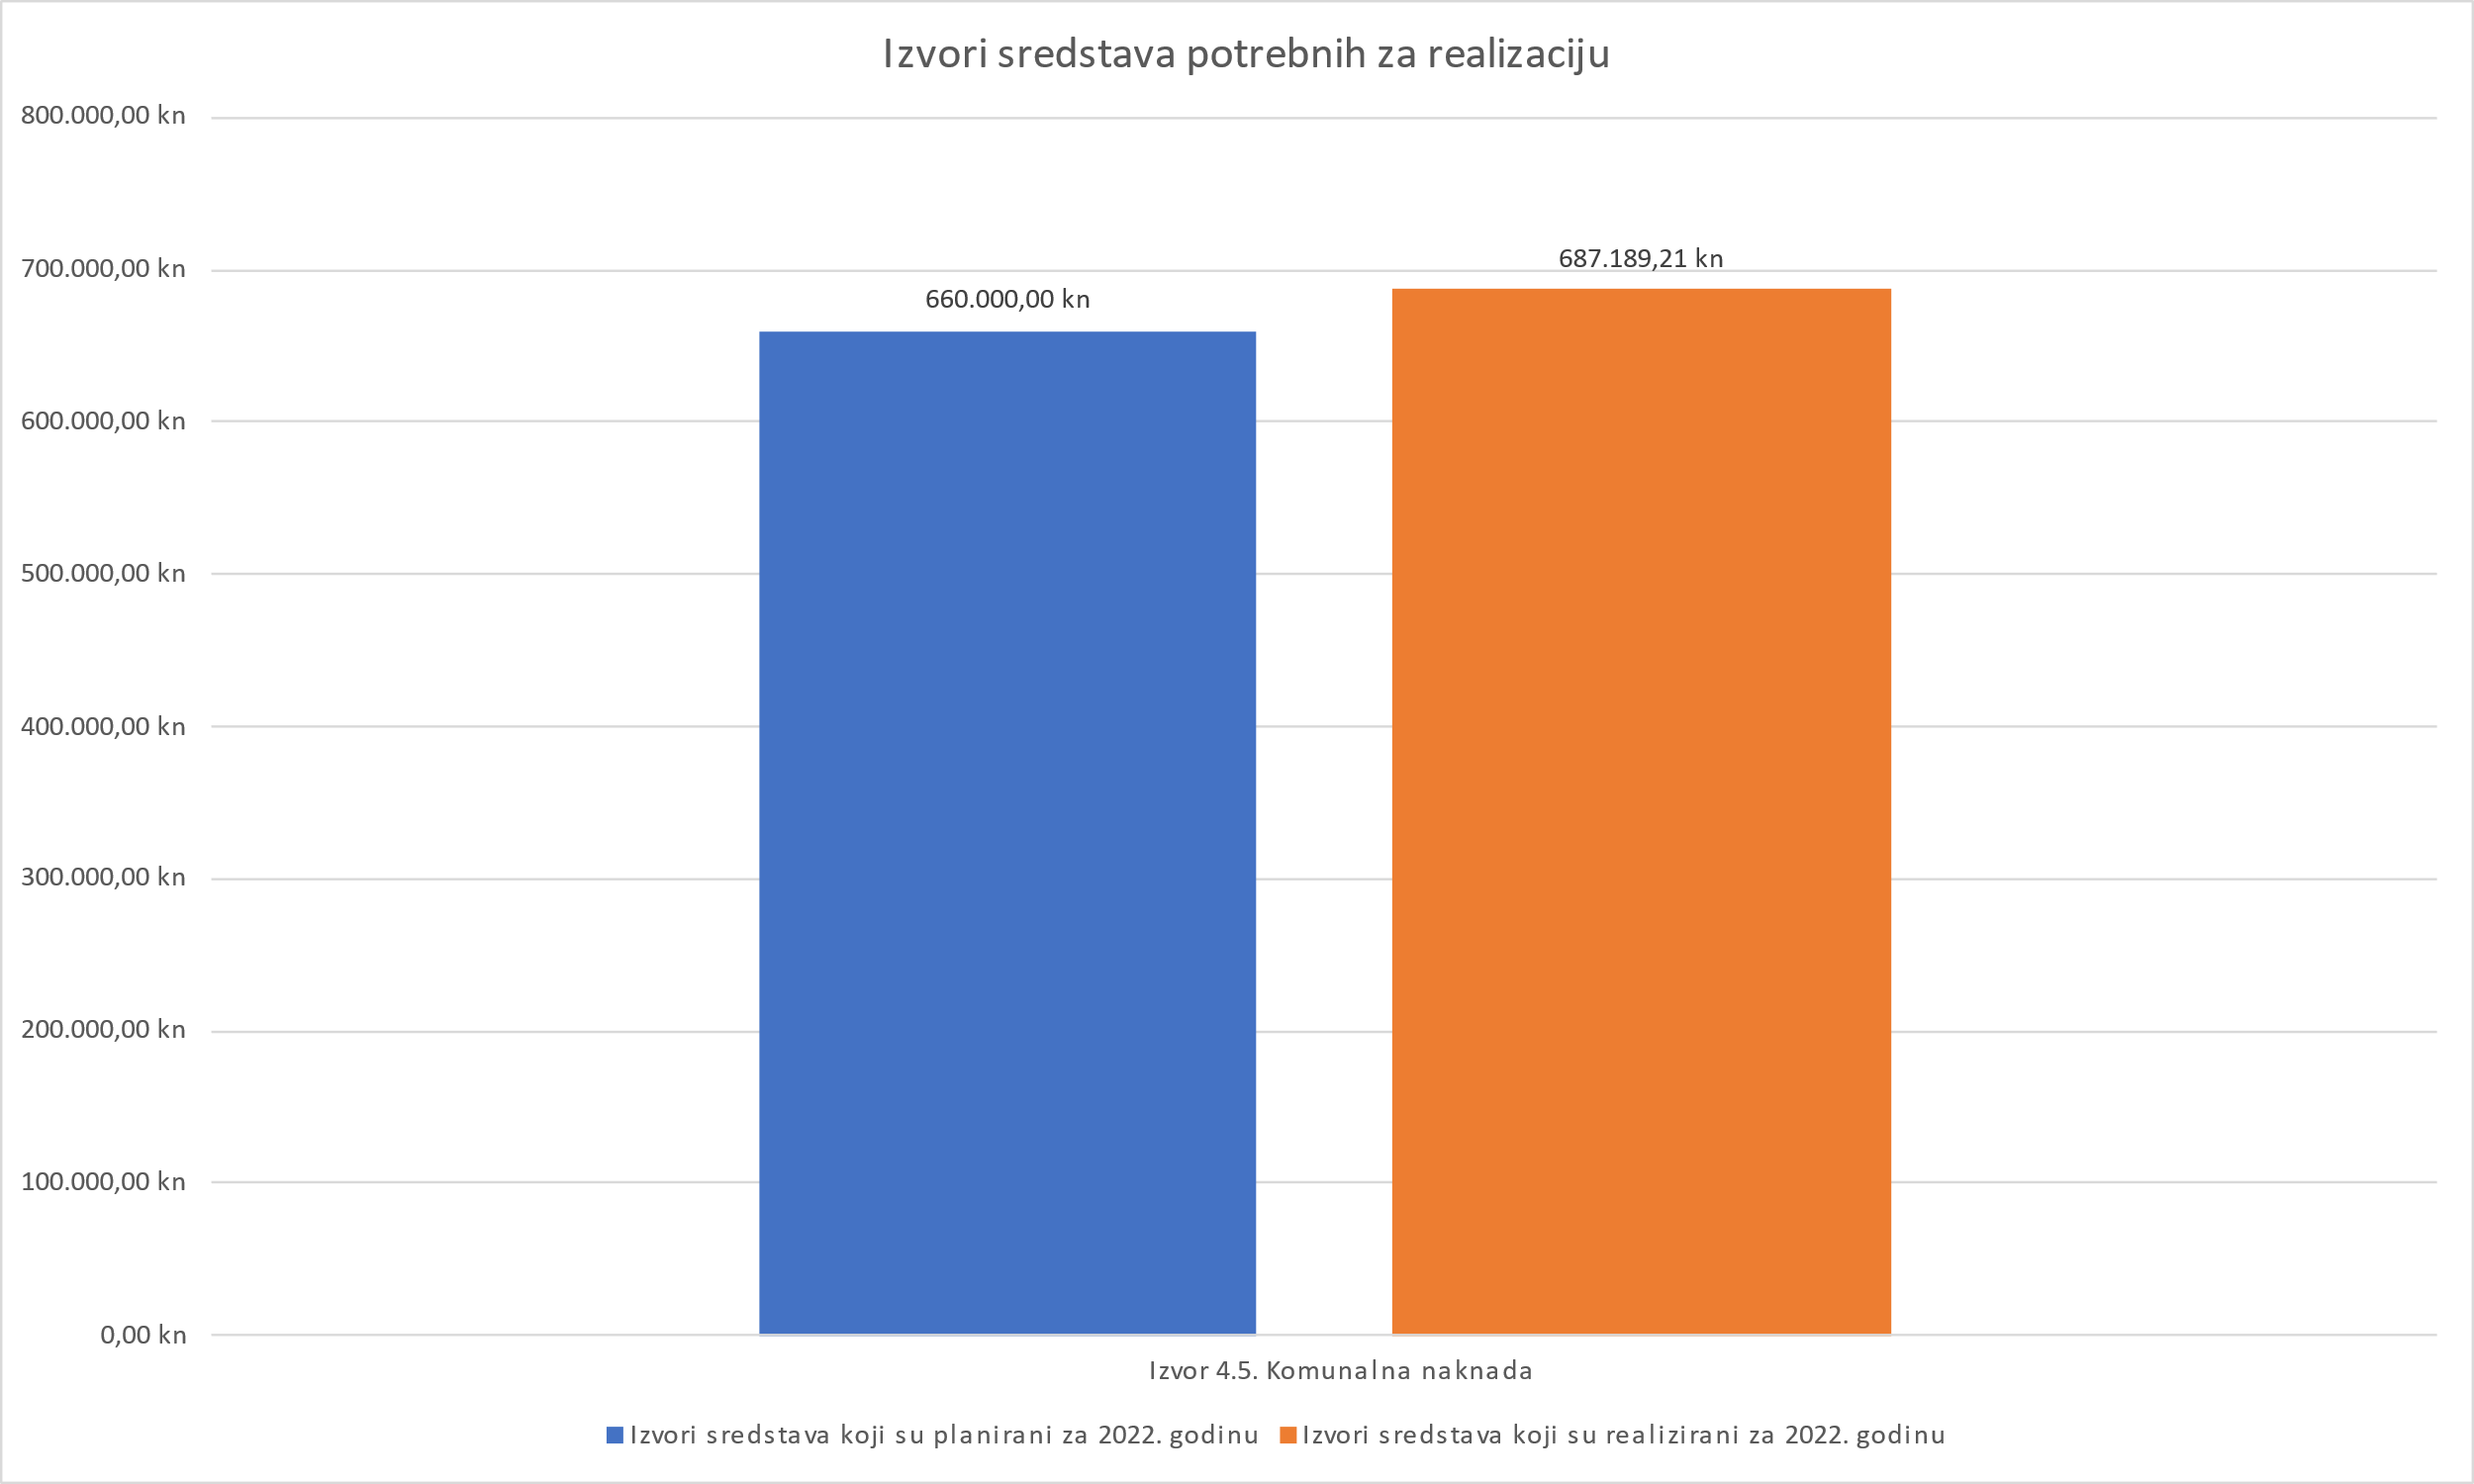 Izvori sredstava potrebnih za realizaciju
800.000,00 kn
700.000,00 kn
600.000,00 kn
500.000,00 kn
400.000,00 kn
300.000,00 kn
200.000,00 kn
100.000,00 kn
0,00 kn
660.000,00 kn
687.189,21 kn
Izvor 4.5. Komunalna naknada
Izvori sredstava koji su planirani za 2022. godinu
Izvori sredstava koji su realizirani za 2022. godinu